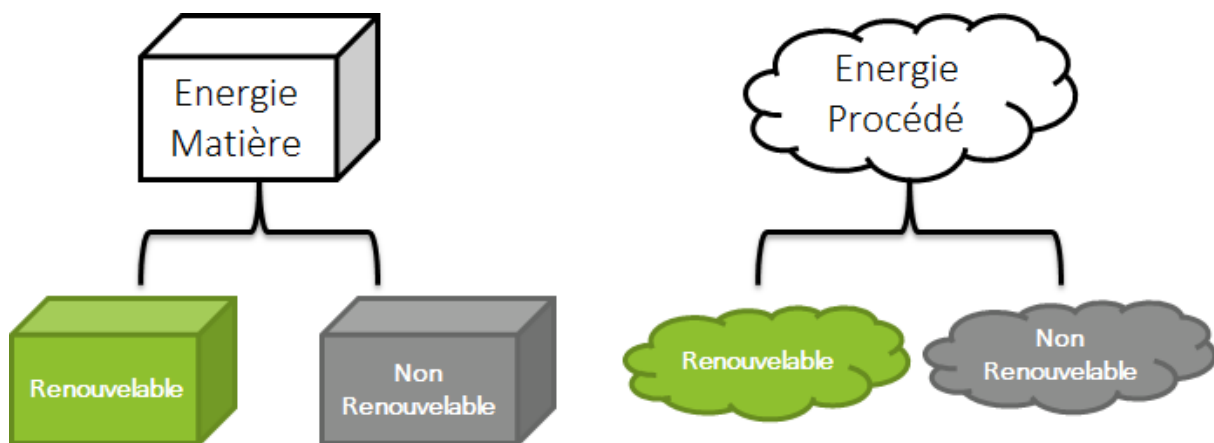 Energie
Matière
Energie
Procédé
Renouvelable
Non
Renouvelable
Renouvelable
Non
Renouvelable